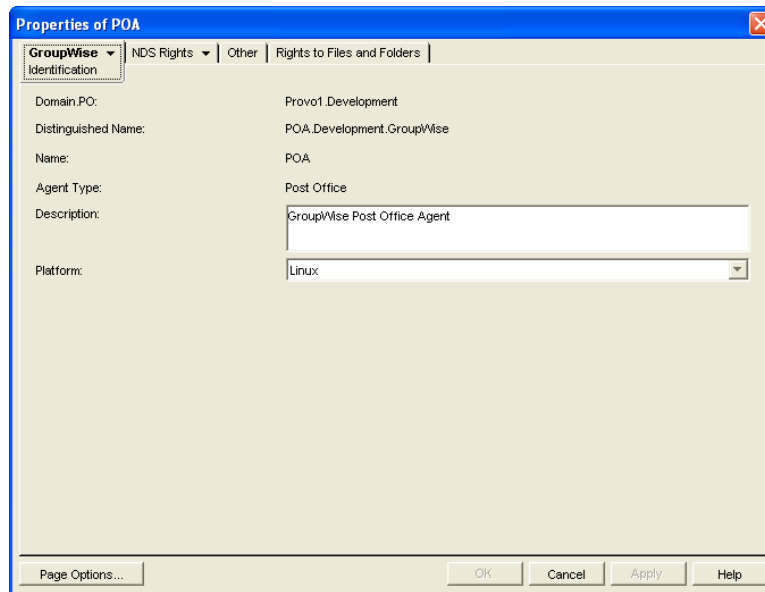 Properties of POA
GroupWise NDS Rights Other Rights to Files and Folders
Identification
Domain.PO: Provo1.Development
Distinguished Name: POA.Development.GroupWise
Name: POA
Agent Type: Post Office
Description: GroupWise Post Office Agent
Platform: Linux
Page Options... OK Cancel Apply Help